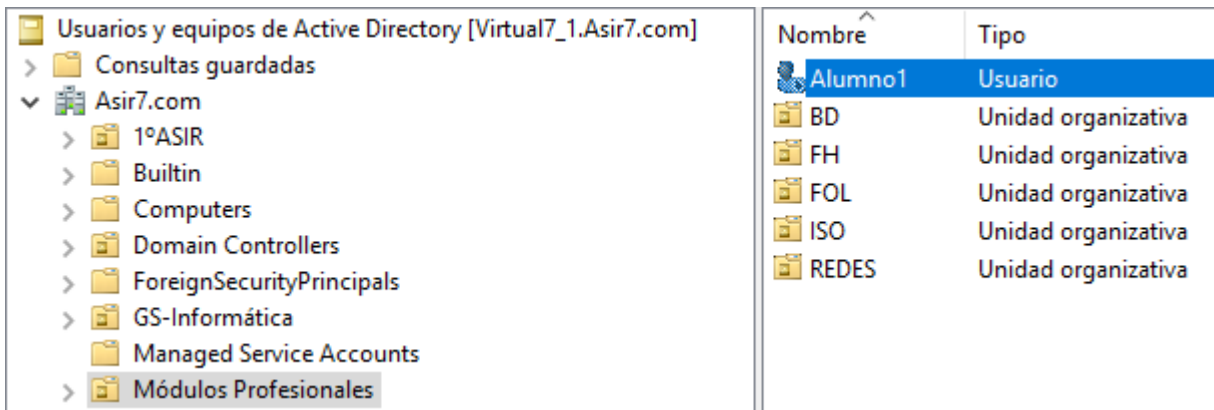 Usuarios y equipos de Active Directory [Virtual7_1.Asir7.com]
Consultas guardadas
Asir7.com
1ºASIR
Builtin
Computers
Domain Controllers
ForeignSecurityPrincipals
GS-Informática
Managed Service Accounts
Módulos Profesionales
Nombre Tipo
Alumno1 Usuario
BD Unidad organizativa
FH Unidad organizativa
FOL Unidad organizativa
ISO Unidad organizativa
REDES Unidad organizativa